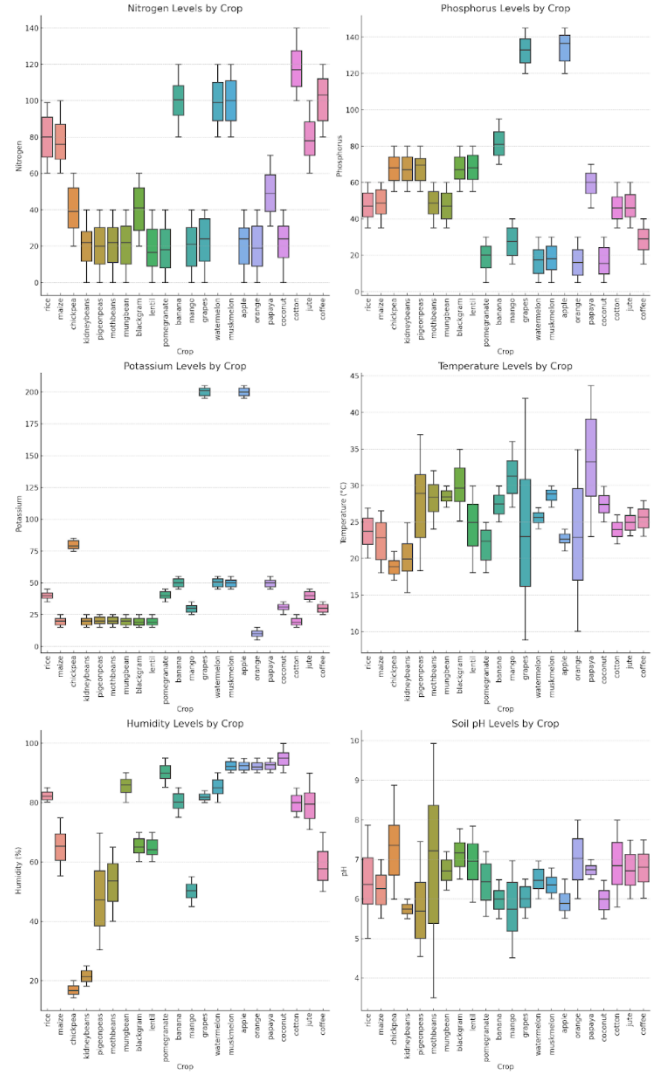 Nitrogen Levels by Crop
140
120
100
80
60
40
20
0
Nitrogen
rice
maize
chickpea
kidneybeans
pigeonpeas
mothbeans
mungbean
blackgram
lentil
pomegranate
banana
mango
grapes
watermelon
muskmelon
apple
orange
papaya
coconut
cotton
jute
coffee
Crop
Phosphorus Levels by Crop
140
120
100
80
60
40
20
0
Phosphorus
rice
maize
chickpea
kidneybeans
pigeonpeas
mothbeans
mungbean
blackgram
lentil
pomegranate
banana
mango
grapes
watermelon
muskmelon
apple
orange
papaya
coconut
cotton
jute
coffee
Crop
Potassium Levels by Crop
200
175
150
125
100
75
50
25
0
Potassium
rice
maize
chickpea
kidneybeans
pigeonpeas
mothbeans
mungbean
blackgram
lentil
pomegranate
banana
mango
grapes
watermelon
muskmelon
apple
orange
papaya
coconut
cotton
jute
coffee
Crop
Temperature Levels by Crop
45
40
35
30
25
20
15
10
Temperature (°C)
rice
maize
chickpea
kidneybeans
pigeonpeas
mothbeans
mungbean
blackgram
lentil
pomegranate
banana
mango
grapes
watermelon
muskmelon
apple
orange
papaya
coconut
cotton
jute
coffee
Crop
Humidity Levels by Crop
100
80
60
40
20
Humidity (%)
rice
maize
chickpea
kidneybeans
pigeonpeas
mothbeans
mungbean
blackgram
lentil
pomegranate
banana
mango
grapes
watermelon
muskmelon
apple
orange
papaya
coconut
cotton
jute
coffee
Crop
Soil pH Levels by Crop
10
9
8
7
6
5
4
pH
rice
maize
chickpea
kidneybeans
pigeonpeas
mothbeans
mungbean
blackgram
lentil
pomegranate
banana
mango
grapes
watermelon
muskmelon
apple
orange
papaya
coconut
cotton
jute
coffee
Crop